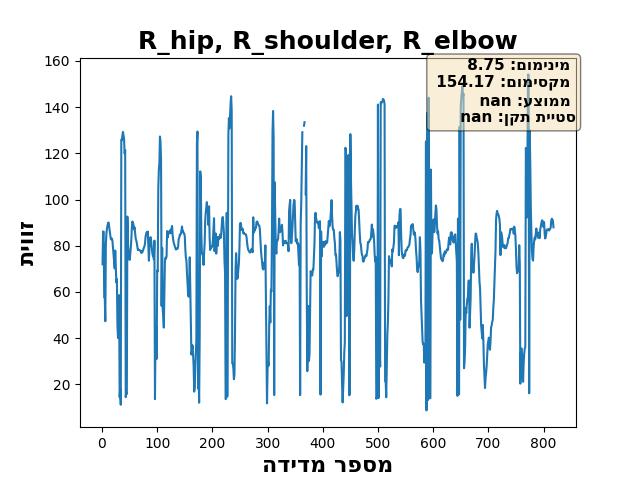 R_hip, R_shoulder, R_elbow
מינימום: 8.75
מקסימום: 154.17
ממוצע: nan
סטיית תקן: nan
160
140
120
100
80
60
40
20
זווית
0 100 200 300 400 500 600 700 800
מספר מדידה